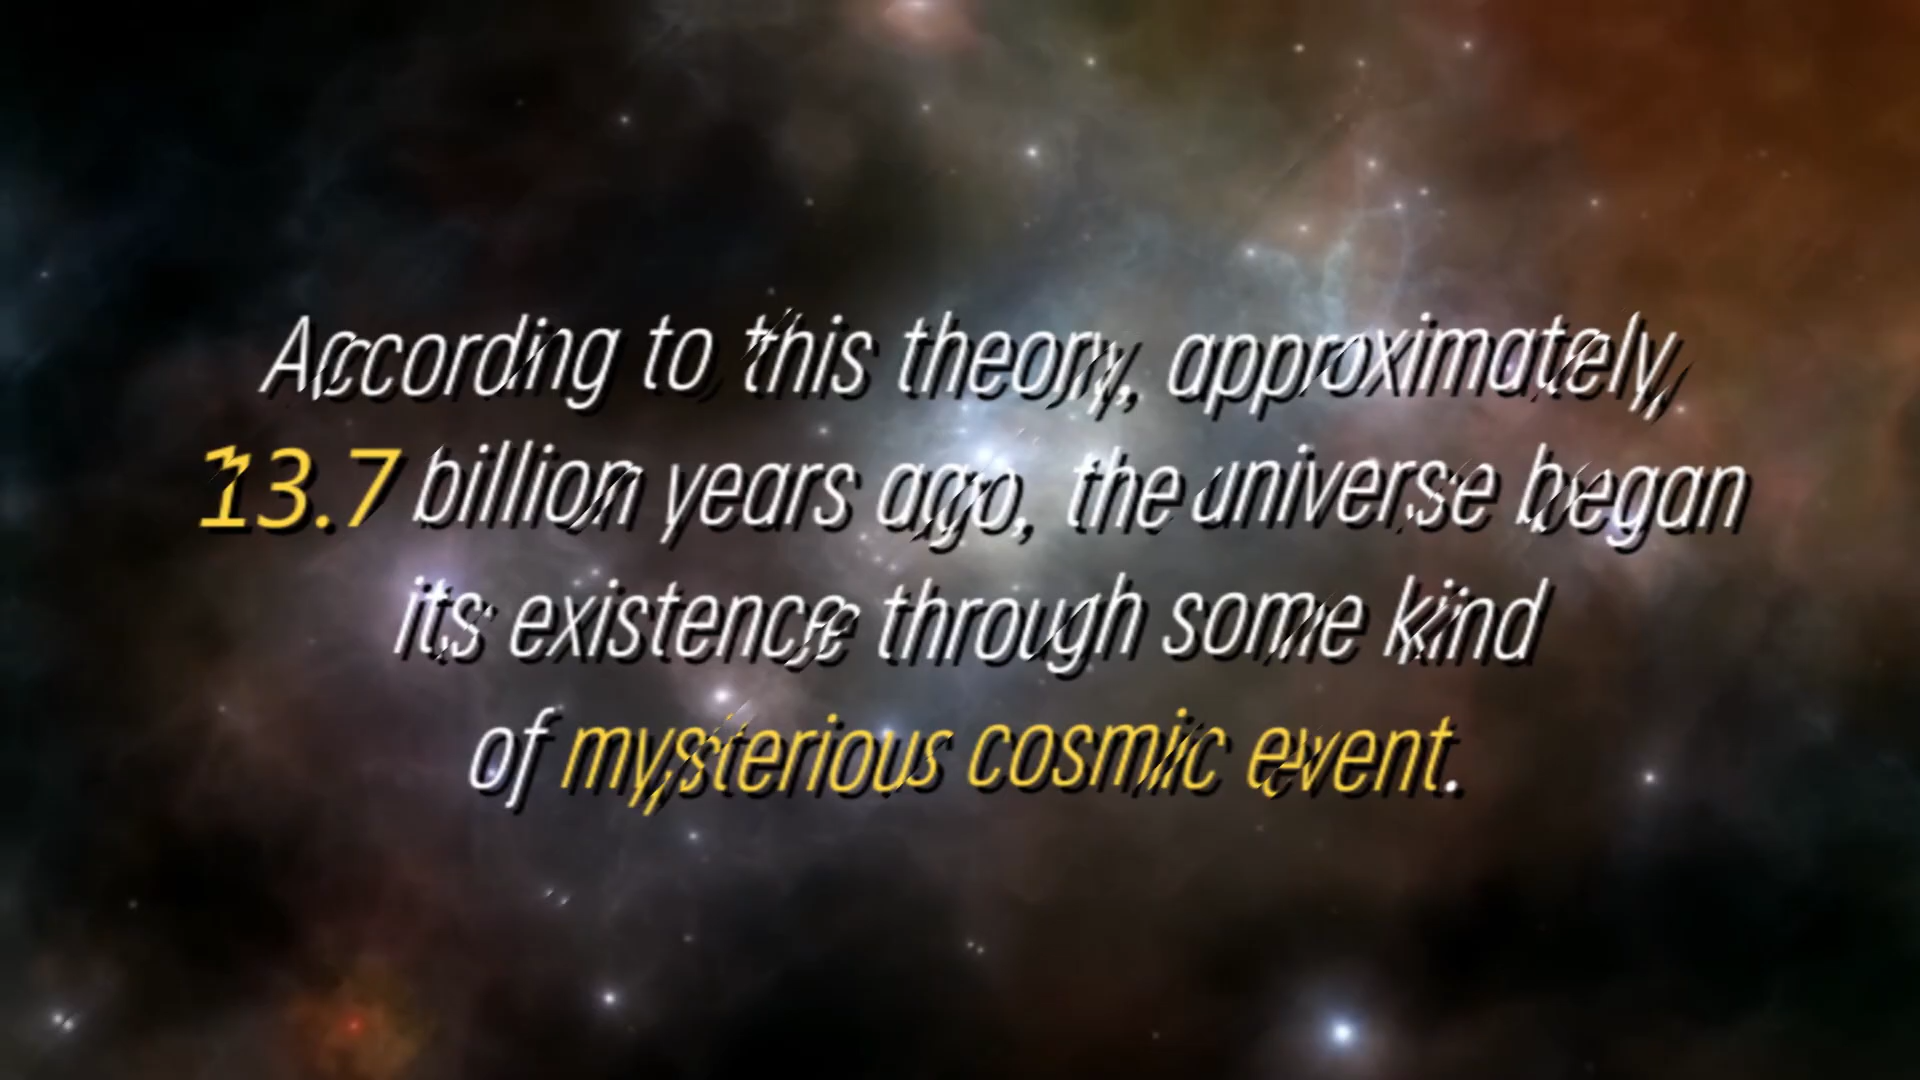 According to this theory, approximately,
13.7 billion years ago, the universe began
its existence through some kind
of mysterious cosmic event.